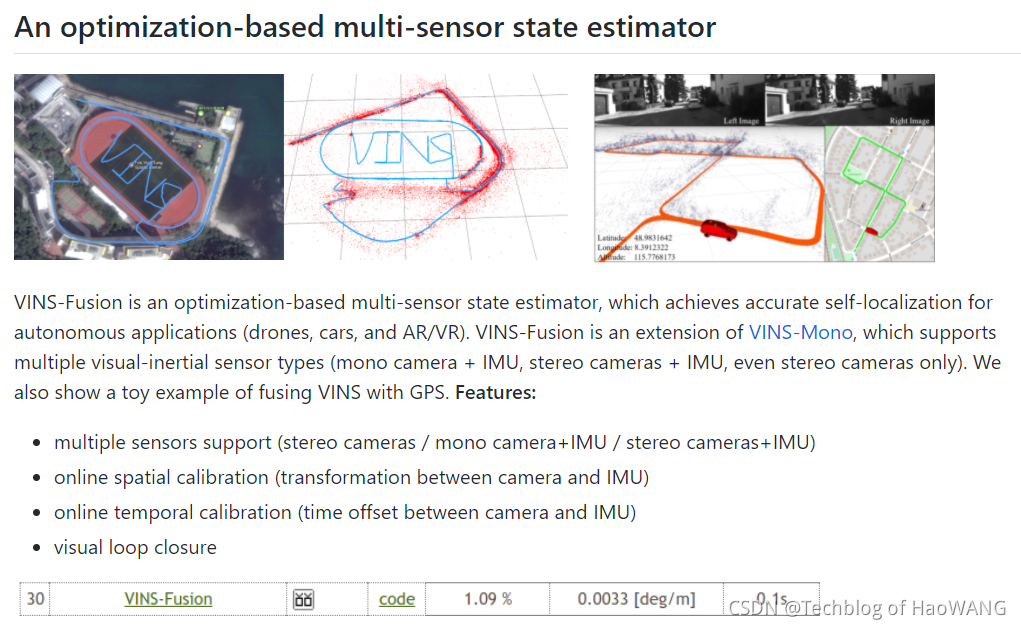 An optimization-based multi-sensor state estimator
VINS
VINS
Left Image
Right Image
Latitude: 48.9831642
Longitude: 8.3912322
Altitude: 115.7768173
VINS-Fusion is an optimization-based multi-sensor state estimator, which achieves accurate self-localization for
autonomous applications (drones, cars, and AR/VR). VINS-Fusion is an extension of VINS-Mono, which supports
multiple visual-inertial sensor types (mono camera + IMU, stereo cameras + IMU, even stereo cameras only). We
also show a toy example of fusing VINS with GPS. Features:
• multiple sensors support (stereo cameras / mono camera+IMU / stereo cameras+IMU)
• online spatial calibration (transformation between camera and IMU)
• online temporal calibration (time offset between camera and IMU)
• visual loop closure
30 VINS-Fusion code 1.09 % 0.0033 [deg/m] 0.1s
CSDN @Techblog of HaoWANG